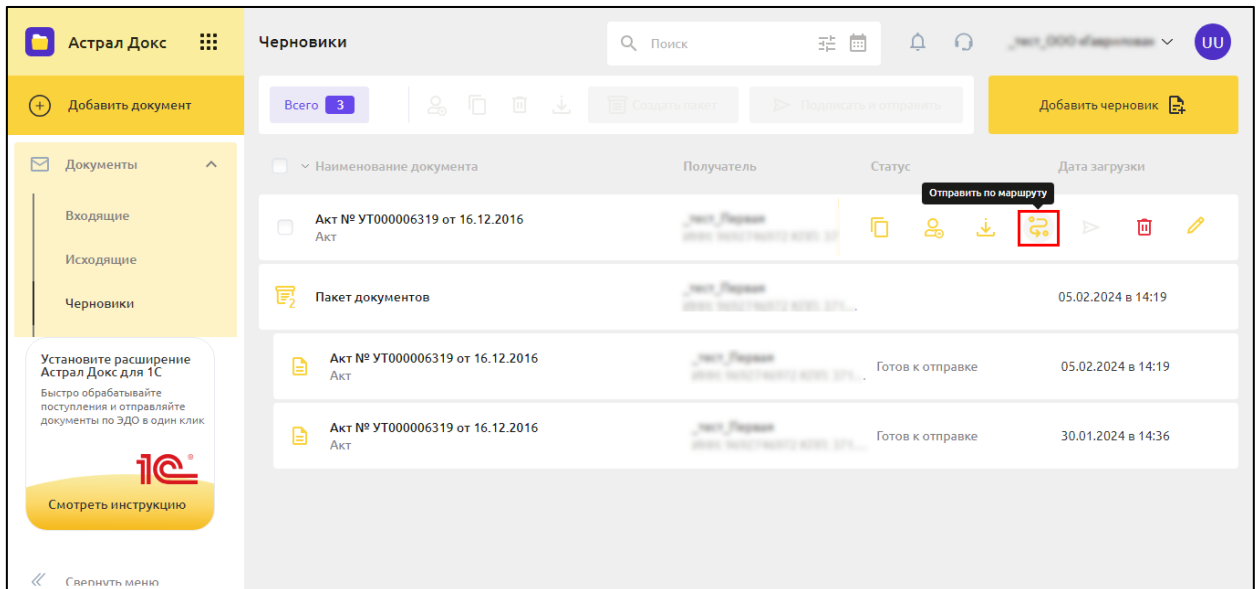 Астрал Докс
Черновики
Поиск
UU
Добавить документ
Всего 3
Создать пакет
Подписать и отправить
Добавить черновик
Документы
Наименование документа
Получатель
Статус
Дата загрузки
Отправить по маршруту
Входящие
Исходящие
Черновики
Акт № УТ000006319 от 16.12.2016
Акт
2
Пакет документов
05.02.2024 в 14:19
Акт № УТ000006319 от 16.12.2016
Акт
Готов к отправке
05.02.2024 в 14:19
Акт № УТ000006319 от 16.12.2016
Акт
Готов к отправке
30.01.2024 в 14:36
Установите расширение
Астрал Докс для 1С
Быстро обрабатывайте
поступления и отправляйте
документы по ЭДО в один клик
1С
Смотреть инструкцию
Свернуть меню